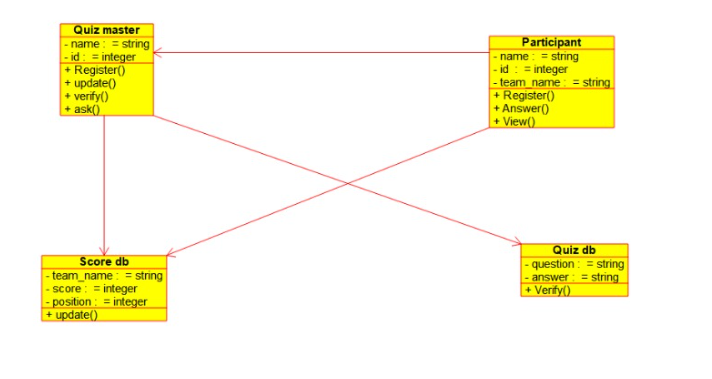 Quiz master
- name : = string
- id : = integer
+ Register()
+ update()
+ verify()
+ ask()
Participant
- name : = string
- id : = integer
- team_name : = string
+ Register()
+ Answer()
+ View()
Score db
- team_name : = string
- score : = integer
- position : = integer
+ update()
Quiz db
- question : = string
- answer : = string
+ Verify()